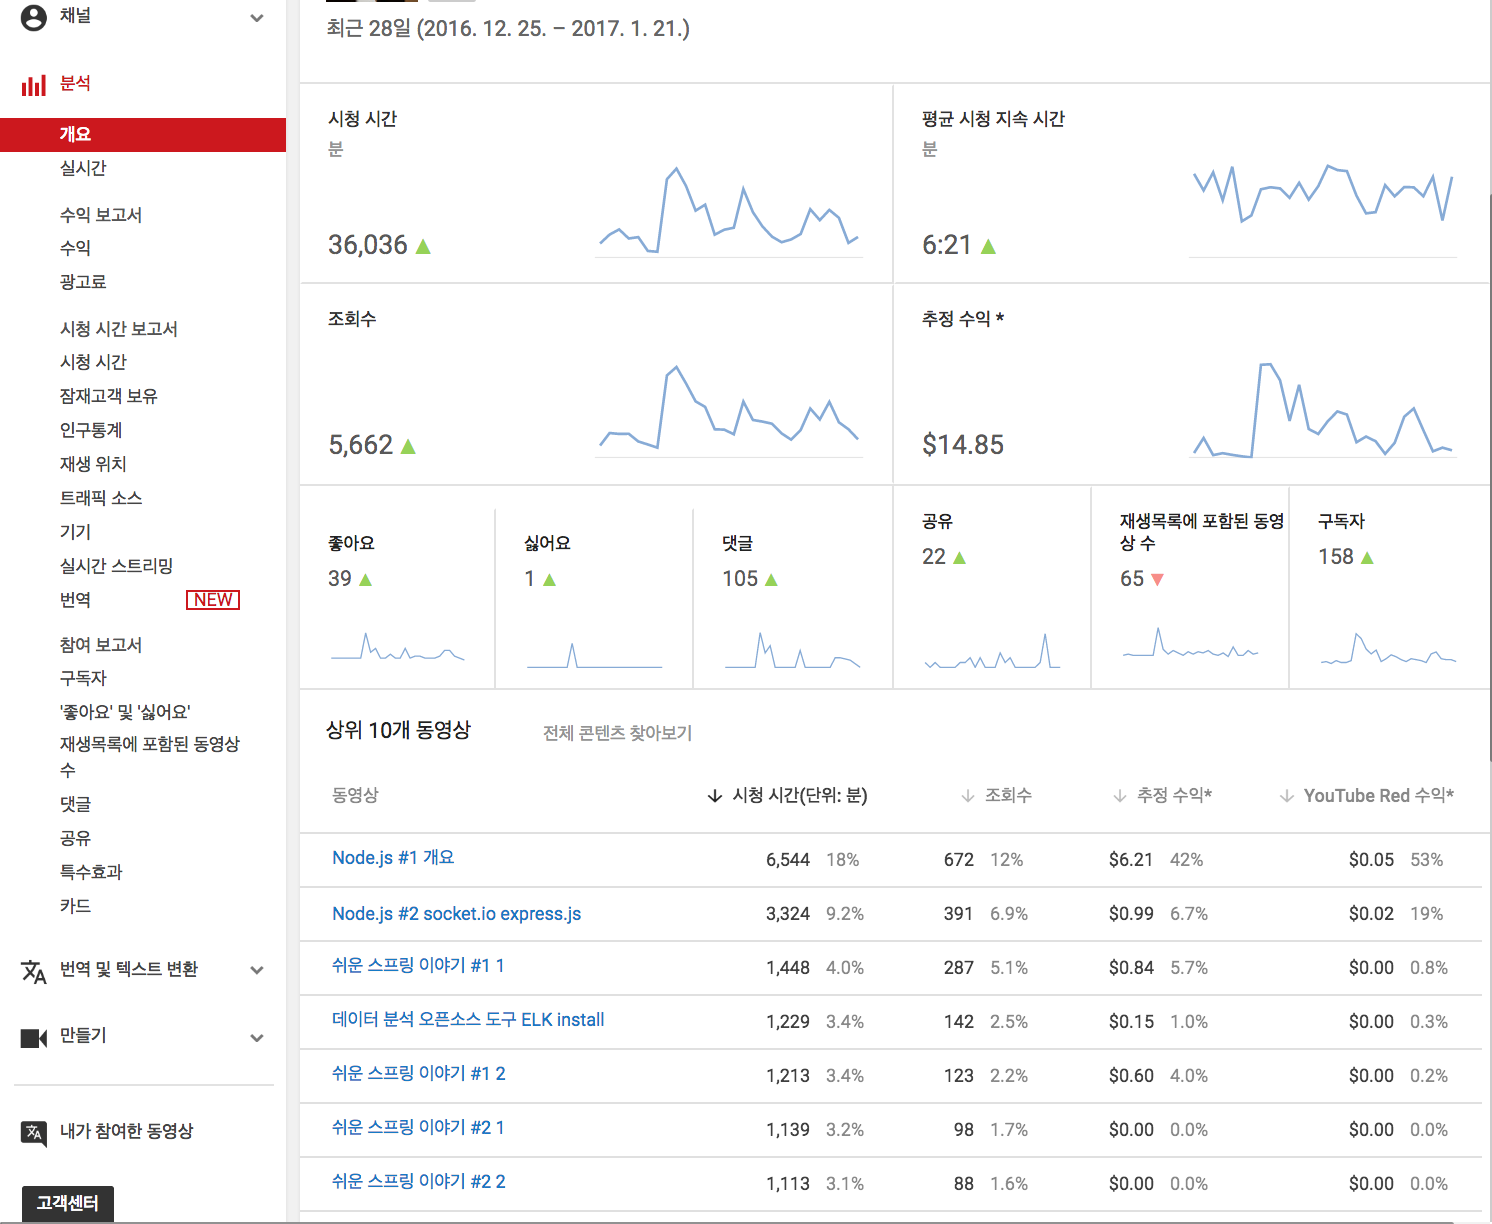 채널
분석
개요
실시간
수익 보고서
수익
광고료
시청 시간 보고서
시청 시간
잠재고객 보유
인구통계
재생 위치
트래픽 소스
기기
실시간 스트리밍
번역 NEW
참여 보고서
구독자
'좋아요' 및 '싫어요'
재생목록에 포함된 동영상
수
댓글
공유
특수효과
카드
번역 및 텍스트 변환
만들기
내가 참여한 동영상
고객센터
최근 28일 (2016. 12. 25. – 2017. 1. 21.)
시청 시간
분
36,036
평균 시청 지속 시간
분
6:21
조회수
5,662
추정 수익 *
$14.85
좋아요
39
싫어요
1
댓글
105
공유
22
재생목록에 포함된 동영
상 수
65
구독자
158
상위 10개 동영상 전체 콘텐츠 찾아보기
동영상 시청 시간(단위: 분) 조회수 추정 수익* YouTube Red 수익*
Node.js #1 개요 6,544 18% 672 12% $6.21 42% $0.05 53%
Node.js #2 socket.io express.js 3,324 9.2% 391 6.9% $0.99 6.7% $0.02 19%
쉬운 스프링 이야기 #1 1 1,448 4.0% 287 5.1% $0.84 5.7% $0.00 0.8%
데이터 분석 오픈소스 도구 ELK install 1,229 3.4% 142 2.5% $0.15 1.0% $0.00 0.3%
쉬운 스프링 이야기 #1 2 1,213 3.4% 123 2.2% $0.60 4.0% $0.00 0.2%
쉬운 스프링 이야기 #2 1 1,139 3.2% 98 1.7% $0.00 0.0% $0.00 0.0%
쉬운 스프링 이야기 #2 2 1,113 3.1% 88 1.6% $0.00 0.0% $0.00 0.0%